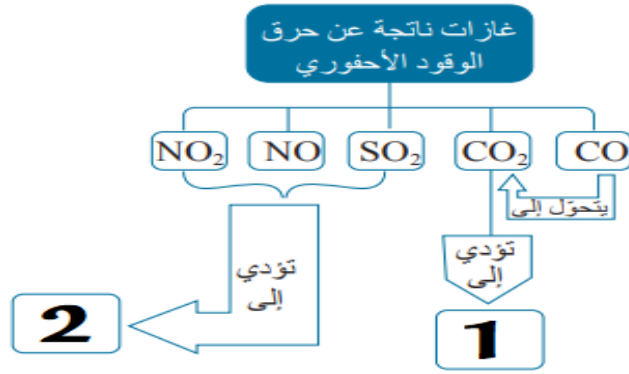 غازات ناتجة عن حرق
الوقود الأحفوري
CO
CO₂
SO₂
NO
NO₂
يتحوّل إلى
تؤدي
إلى
تؤدي
إلى
1
2